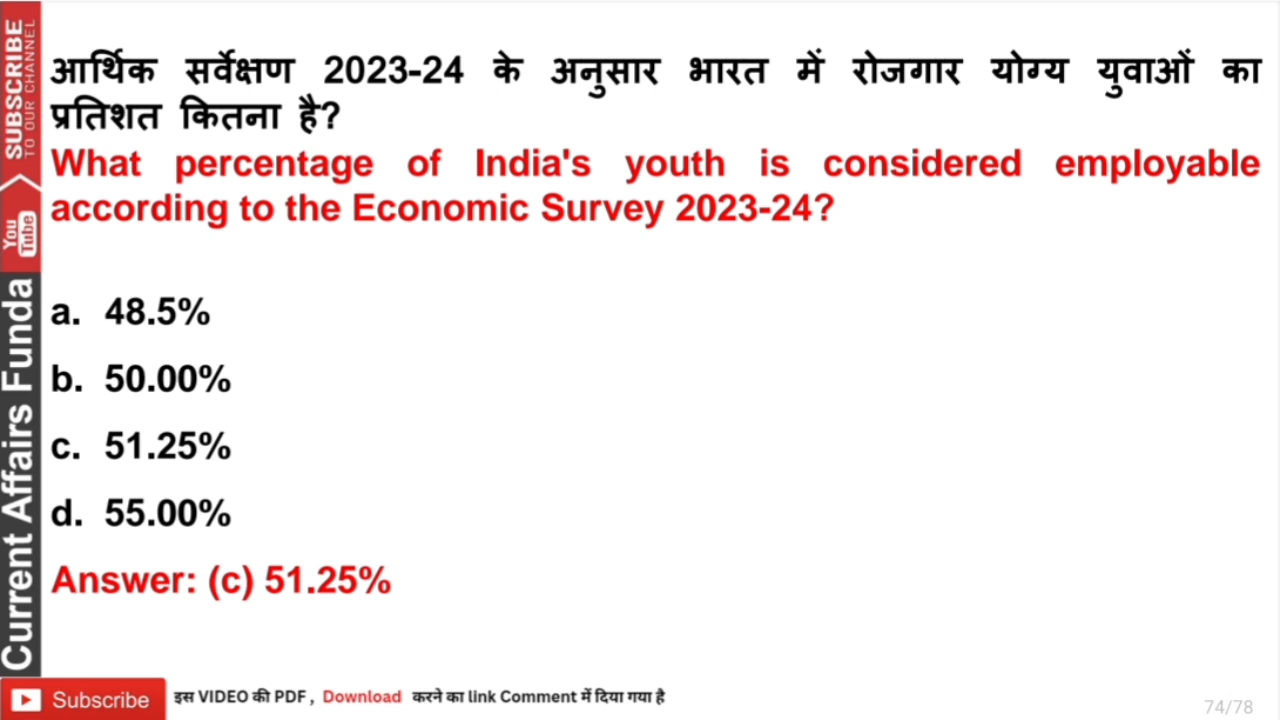 SUBSCRIBE
TO OUR CHANNEL
You
Tube
Current Affairs Funda
आर्थिक सर्वेक्षण 2023-24 के अनुसार भारत में रोजगार योग्य युवाओं का
प्रतिशत कितना है?
What percentage of India's youth is considered employable
according to the Economic Survey 2023-24?
a. 48.5%
b. 50.00%
c. 51.25%
d. 55.00%
Answer: (c) 51.25%
Subscribe इस VIDEO की PDF , Download करने का link Comment में दिया गया है
74/78